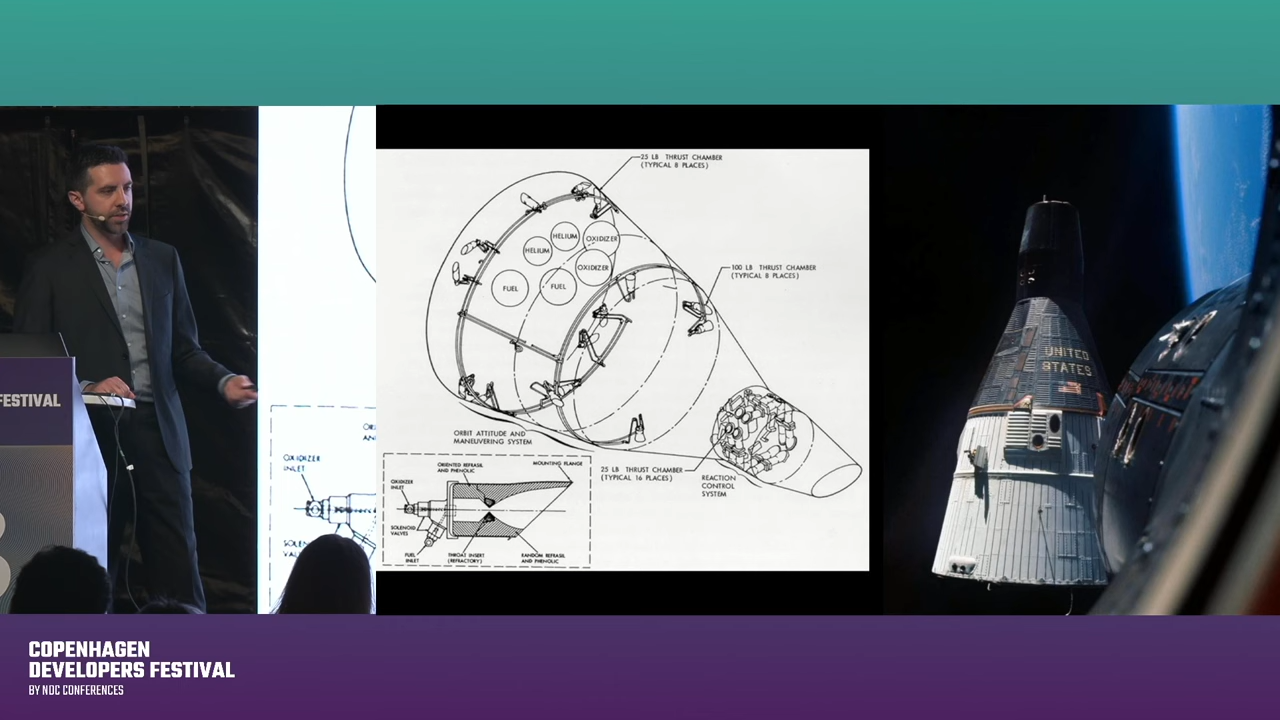 FESTIVAL
OXIDIZER
INLET
25 LB THRUST CHAMBER
(TYPICAL 8 PLACES)
HELIUM
HELIUM
OXIDIZER
OXIDIZER
FUEL
FUEL
100 LB THRUST CHAMBER
(TYPICAL 8 PLACES)
ORBIT ATTITUDE AND
MANEUVERING SYSTEM
25 LB THRUST CHAMBER
(TYPICAL 16 PLACES)
REACTION
CONTROL
SYSTEM
ORIENTED REFRASIL
AND PHENOLIC
MOUNTING FLANGE
OXIDIZER
INLET
SOLENOID
VALVES
FUEL
INLET
THROAT INSERT
(REFRACTORY)
RANDOM REFRASIL
AND PHENOLIC
UNITED
STATES
COPENHAGEN
DEVELOPERS FESTIVAL
BY NDC CONFERENCES